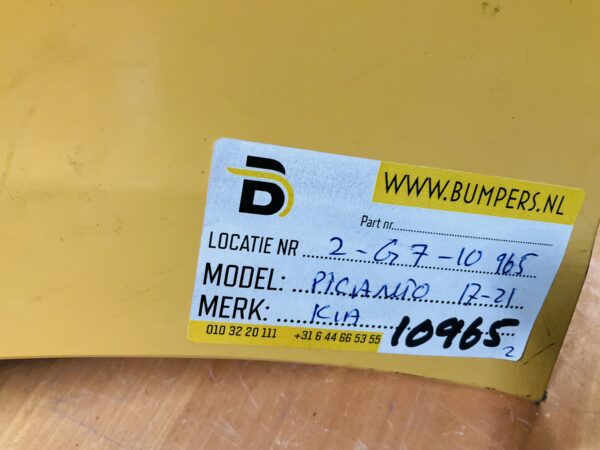 B
WWW.BUMPERS.NL
Part nr.
LOCATIE NR 2-G7-10 965
MODEL: PICANTO 17-21
MERK: KIA
10965
2
010 32 20 111 +31 6 44 66 53 55